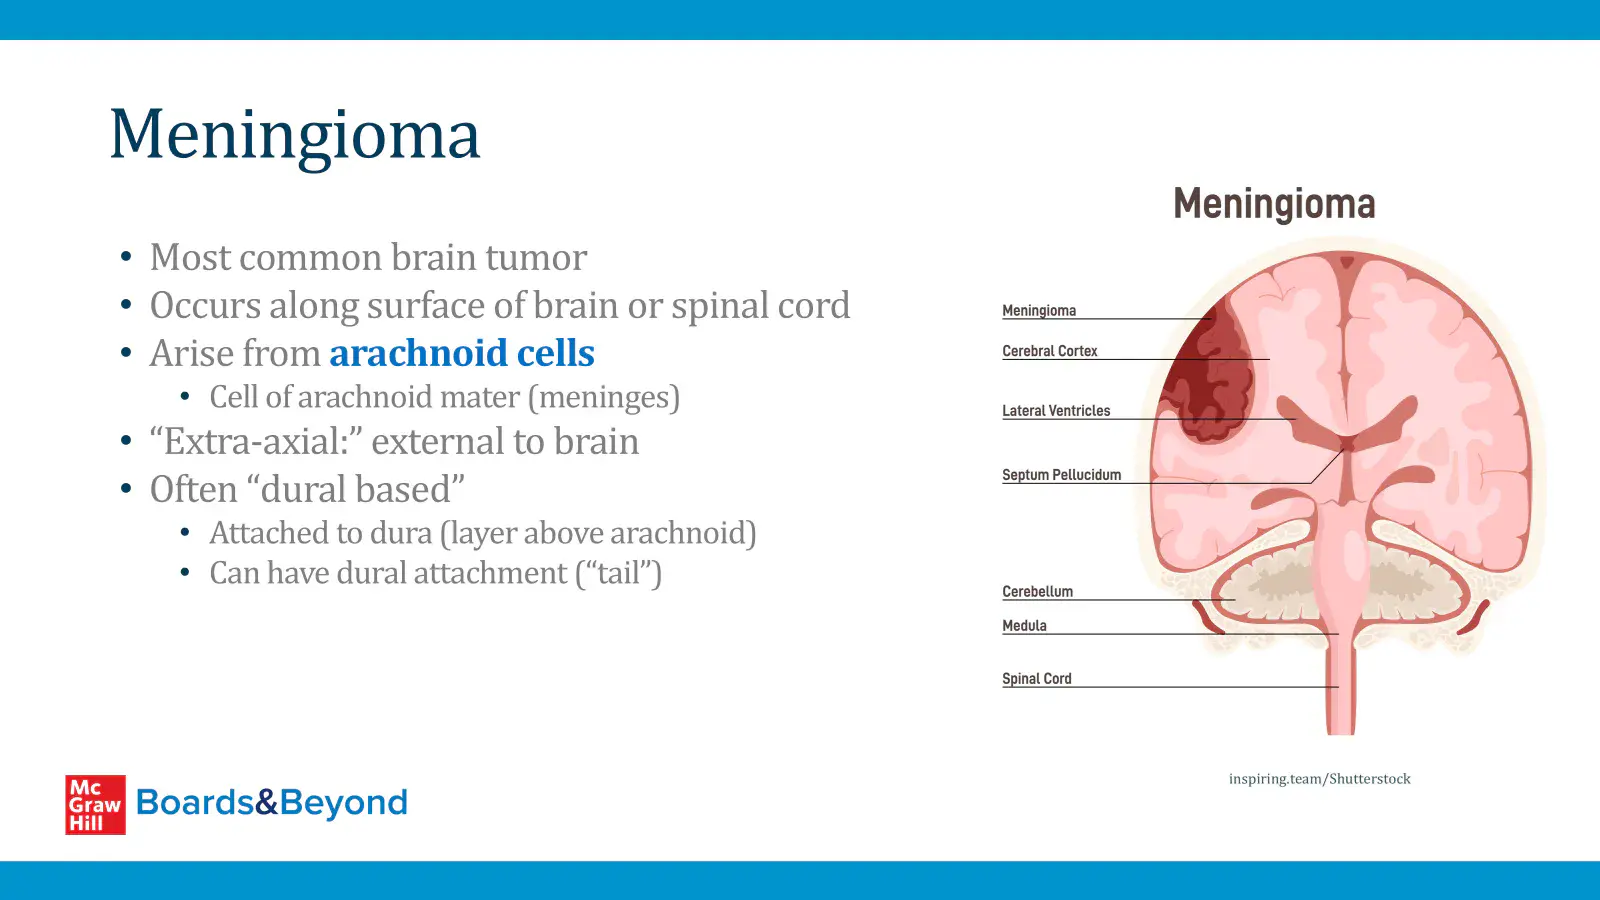 Meningioma
• Most common brain tumor
• Occurs along surface of brain or spinal cord
• Arise from arachnoid cells
• Cell of arachnoid mater (meninges)
• “Extra-axial:” external to brain
• Often “dural based”
• Attached to dura (layer above arachnoid)
• Can have dural attachment (“tail”)
Meningioma
Meningioma
Cerebral Cortex
Lateral Ventricles
Septum Pellucidum
Cerebellum
Medula
Spinal Cord
inspiring.team/Shutterstock
Mc
Graw
Hill
Boards&Beyond